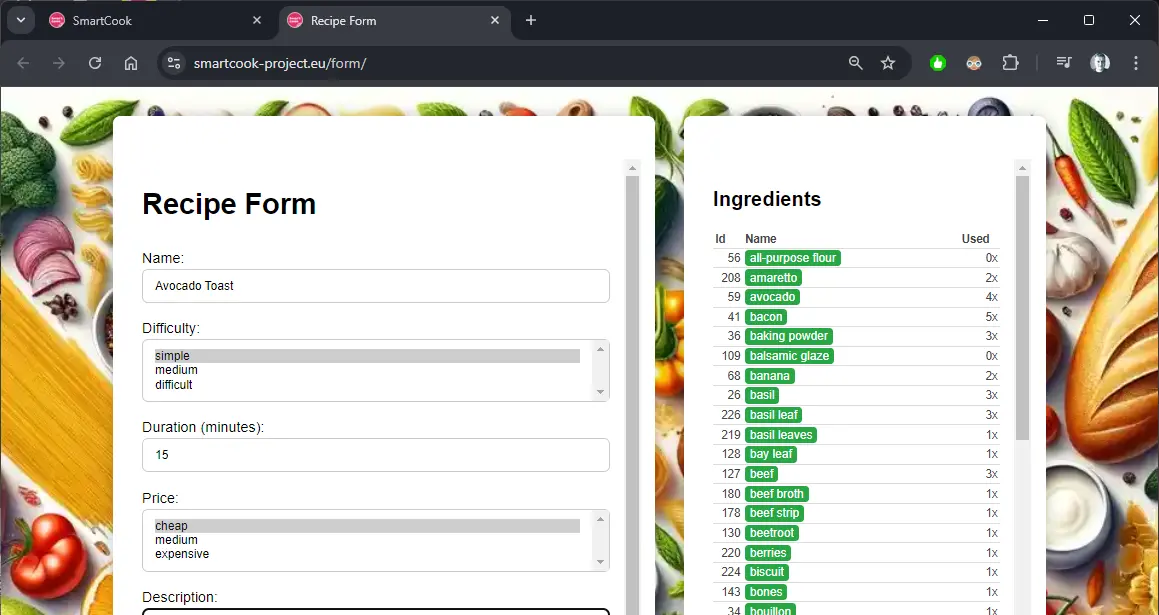 SmartCook
Recipe Form
smartcook-project.eu/form/
Recipe Form
Name:
Avocado Toast
Difficulty:
simple
medium
difficult
Duration (minutes):
15
Price:
cheap
medium
expensive
Description:
Ingredients
Id Name Used
56 all-purpose flour 0x
208 amaretto 2x
59 avocado 4x
41 bacon 5x
36 baking powder 3x
109 balsamic glaze 0x
68 banana 2x
26 basil 3x
226 basil leaf 3x
219 basil leaves 1x
128 bay leaf 1x
127 beef 3x
180 beef broth 1x
178 beef strip 1x
130 beetroot 1x
220 berries 1x
224 biscuit 1x
143 bones 1x
34 bouillon 1x